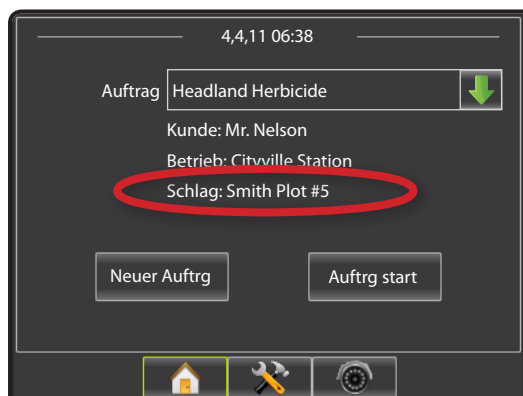 4,4,11 06:38
Auftrag Headland Herbicide
Kunde: Mr. Nelson
Betrieb: Cityville Station
Schlag: Smith Plot #5
Neuer Auftrg Auftrg start